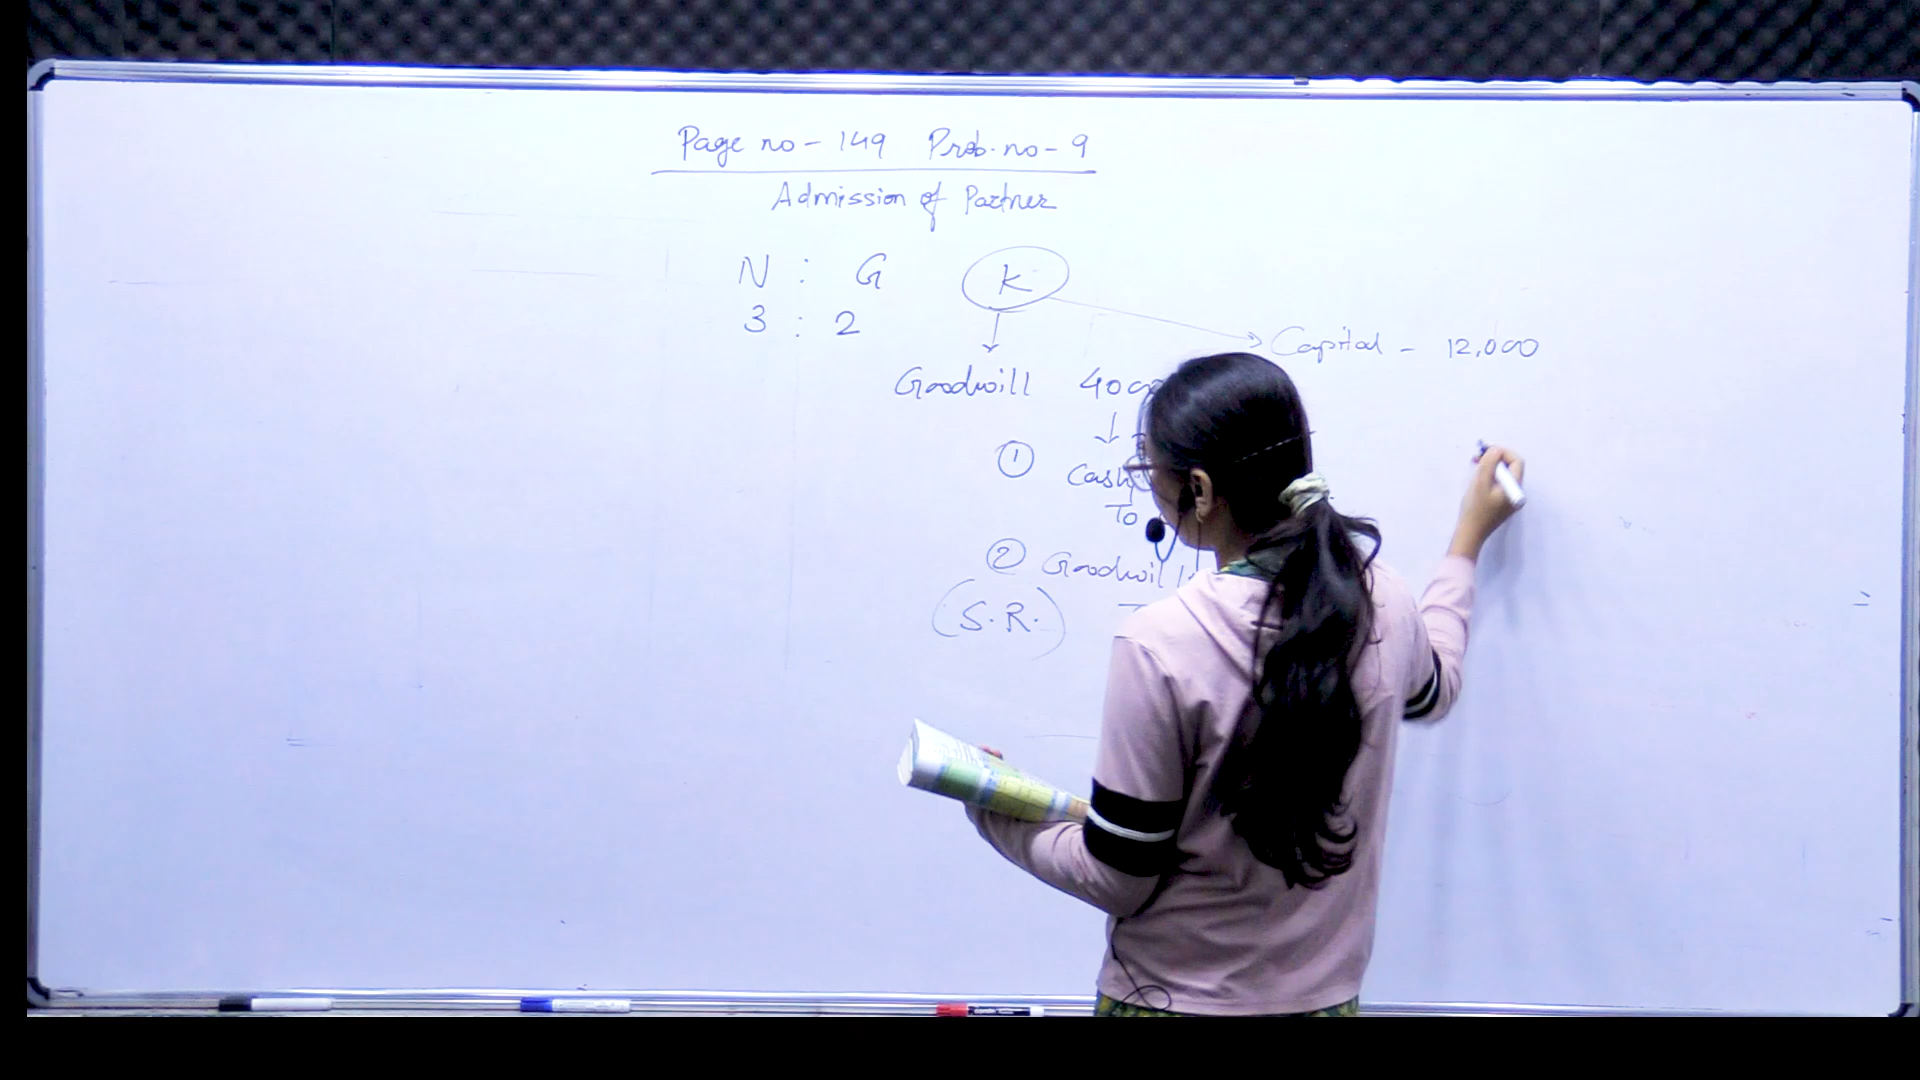 Page no - 149 Prob. no - 9
Admission of Partner
N : G K
3 : 2
Capital - 12,000
Goodwill
① Cash
To
② Goodwill
(S.R.)